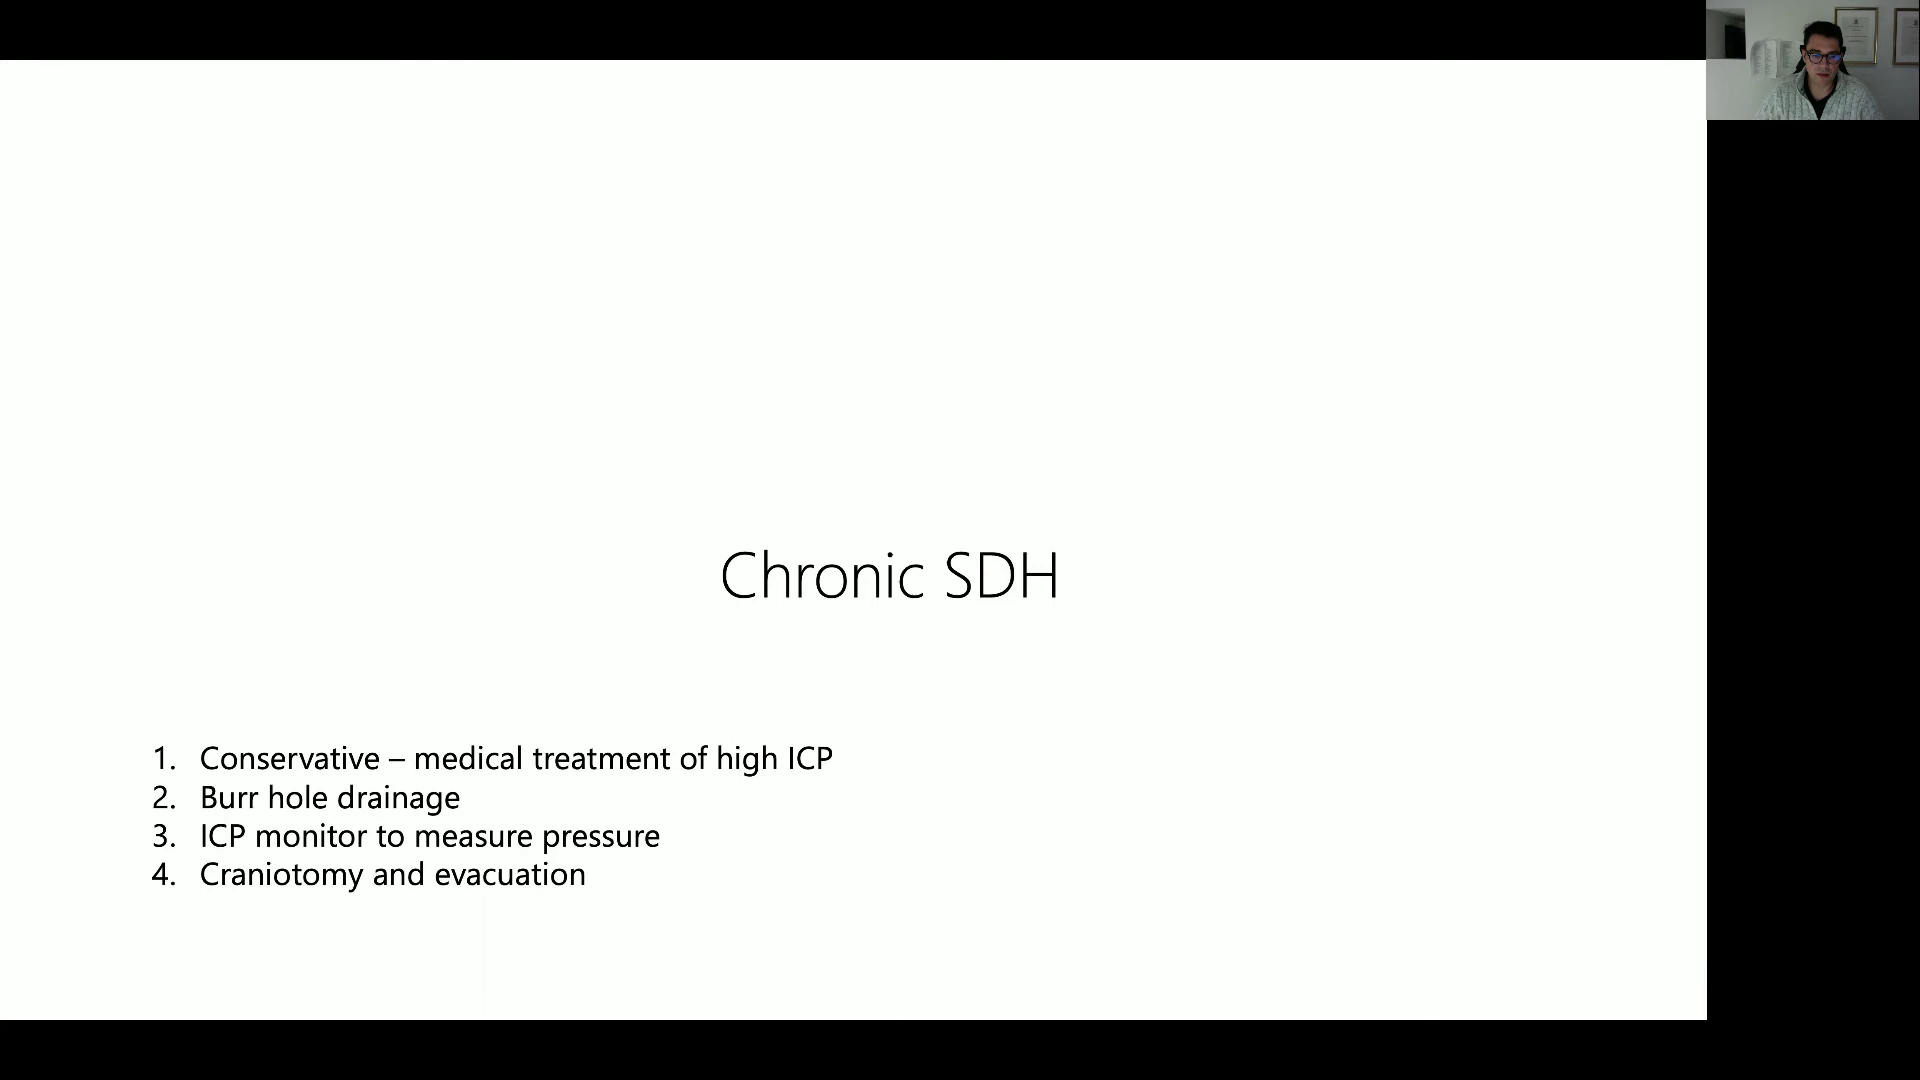 Chronic SDH
1. Conservative – medical treatment of high ICP
2. Burr hole drainage
3. ICP monitor to measure pressure
4. Craniotomy and evacuation